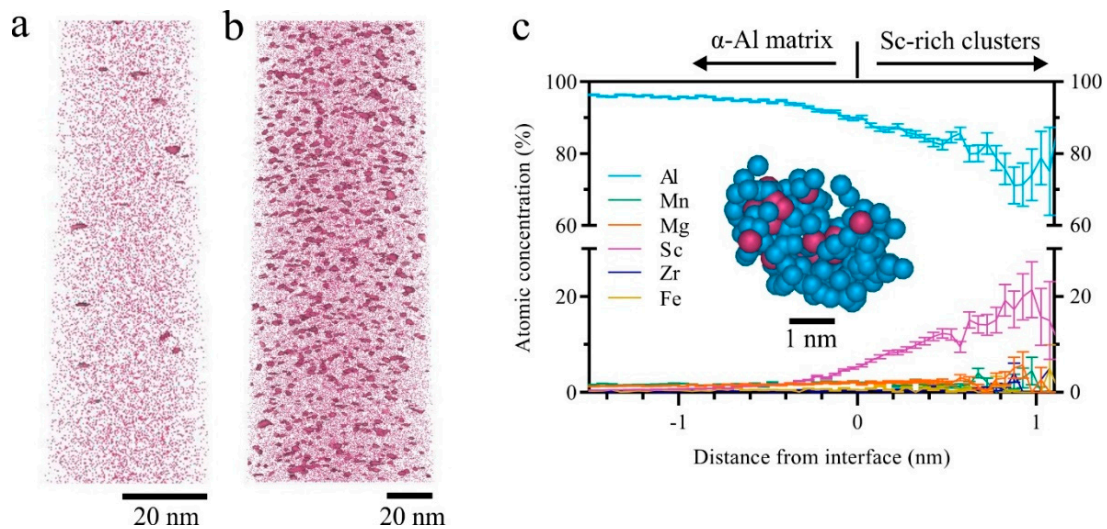 a
b
c
20 nm
20 nm
α-Al matrix
Sc-rich clusters
100
80
60
20
0
100
80
60
20
0
Atomic concentration (%)
Al
Mn
Mg
Sc
Zr
Fe
1 nm
-1
0
1
Distance from interface (nm)